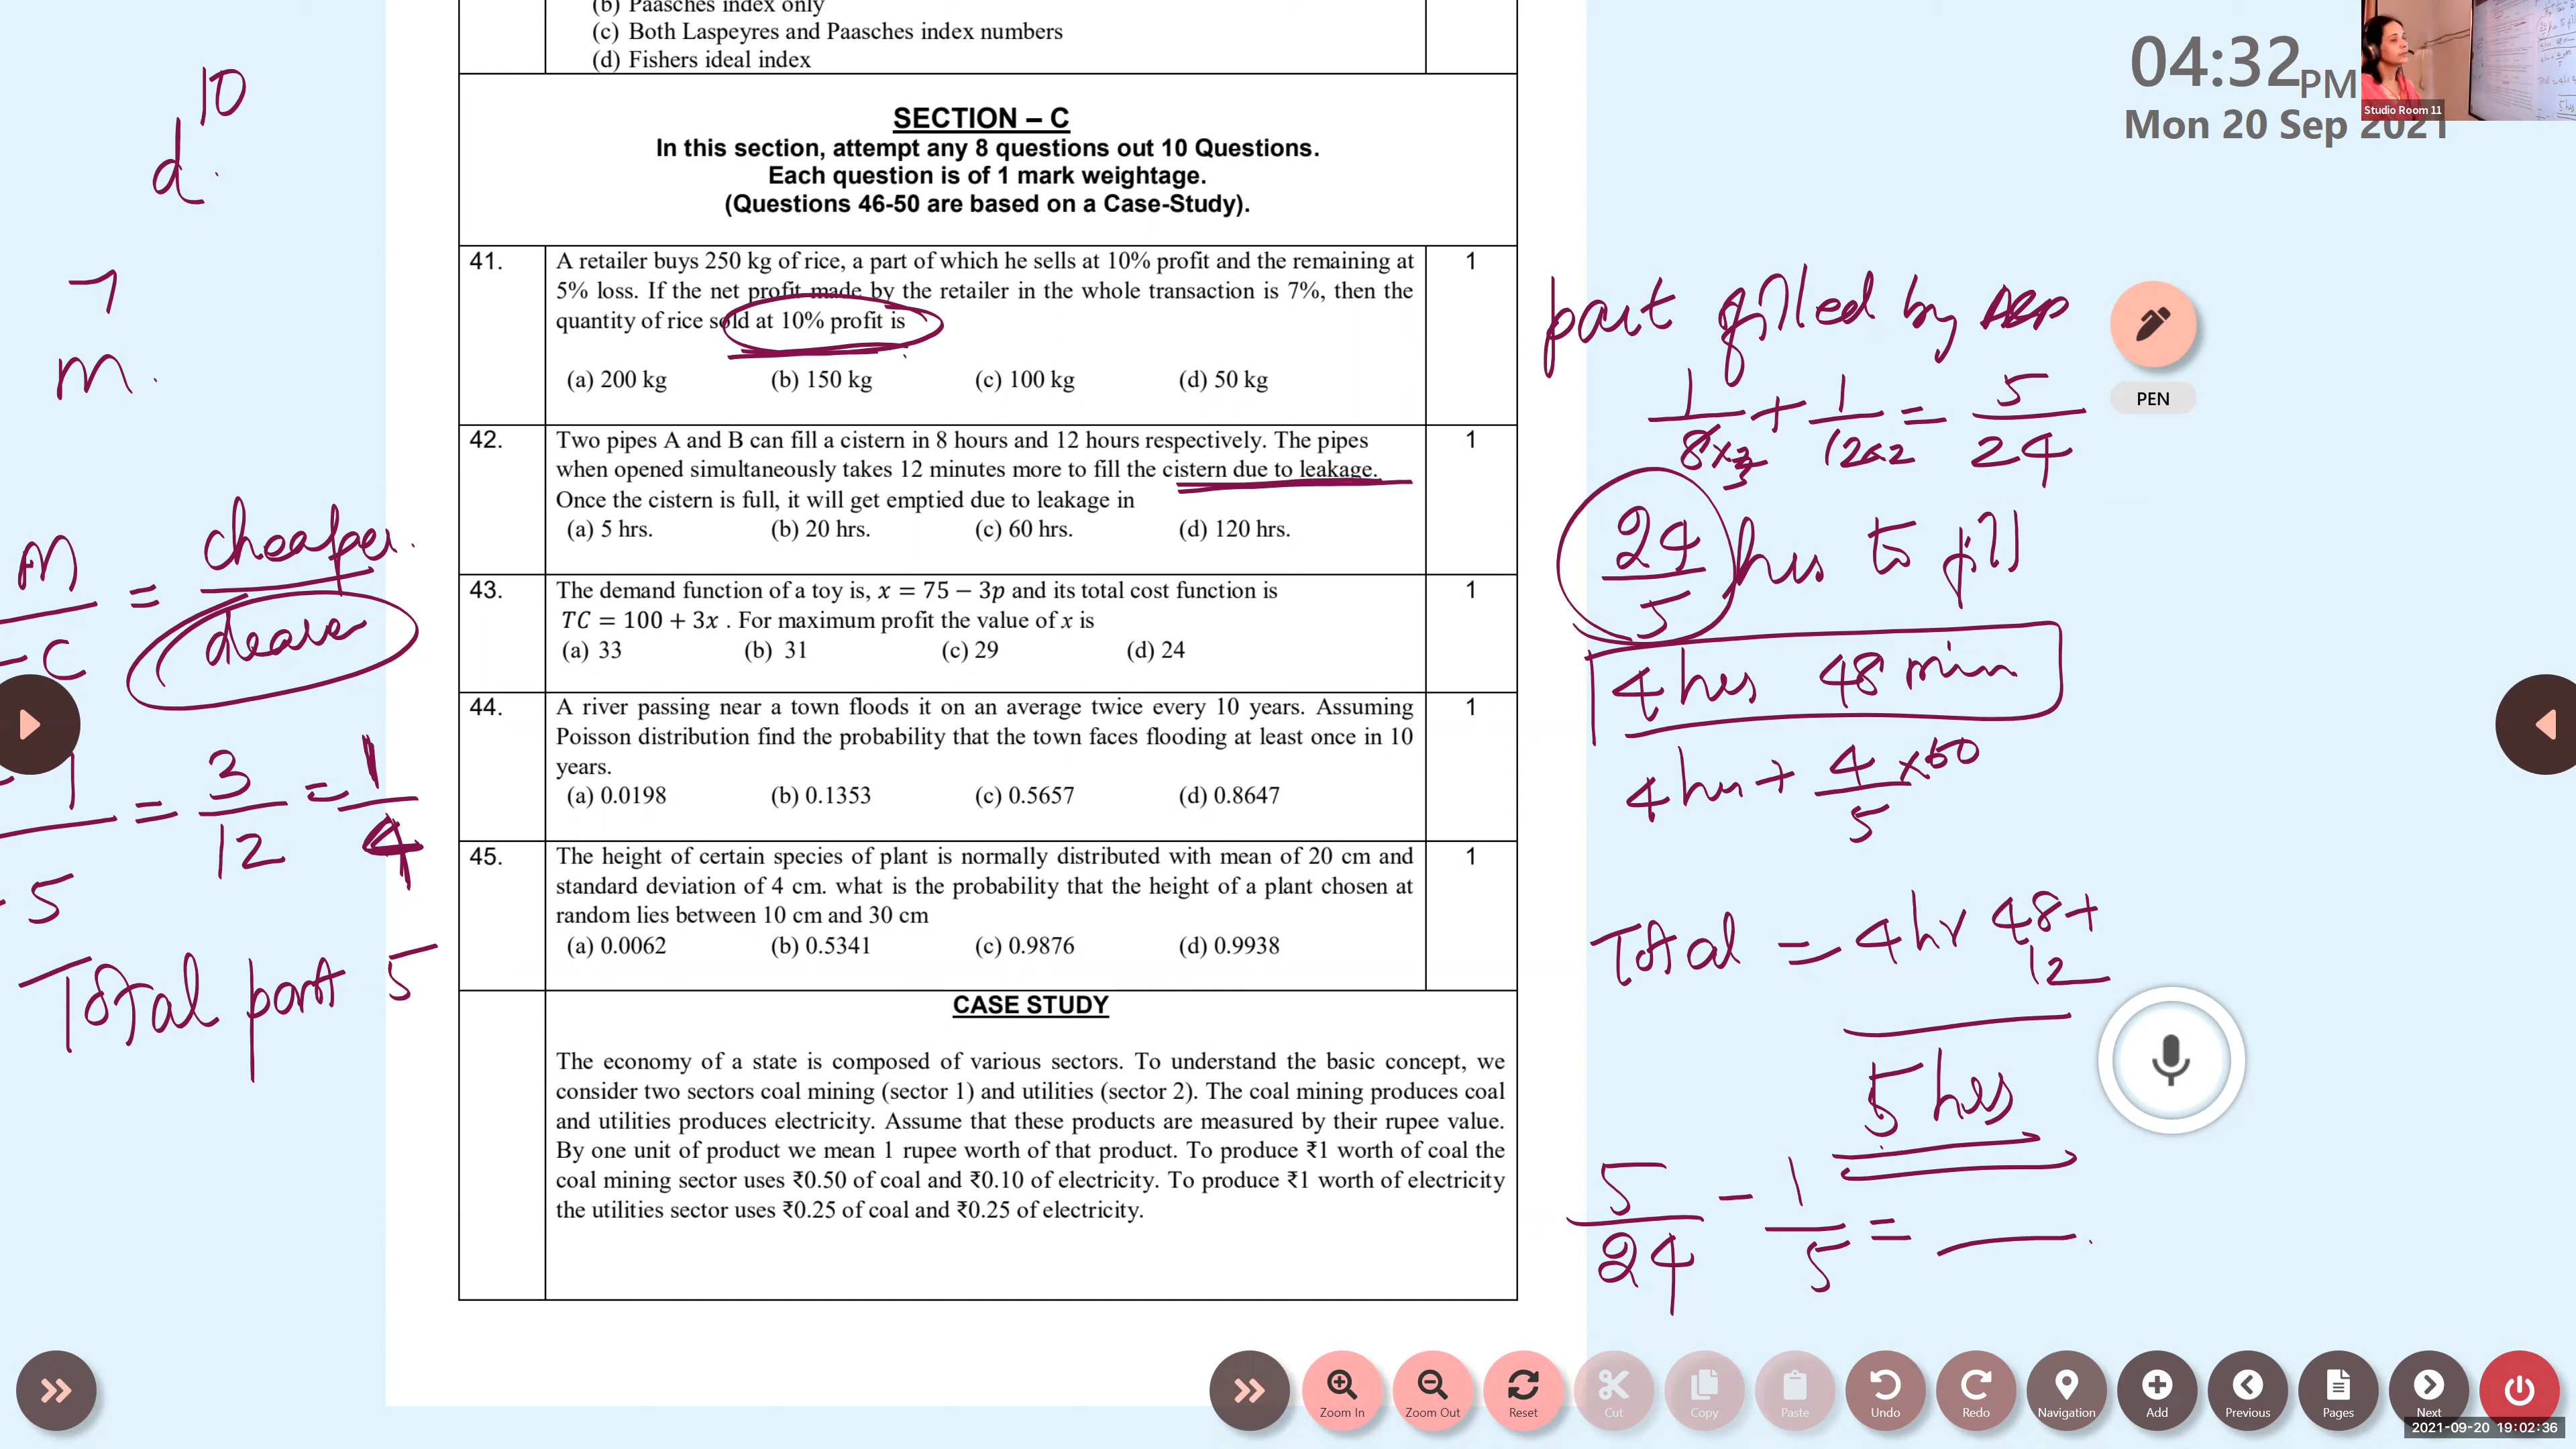 (b) Paasches index only
(c) Both Laspeyres and Paasches index numbers
(d) Fishers ideal index
SECTION – C
In this section, attempt any 8 questions out 10 Questions.
Each question is of 1 mark weightage.
(Questions 46-50 are based on a Case-Study).
41. A retailer buys 250 kg of rice, a part of which he sells at 10% profit and the remaining at 1
5% loss. If the net profit made by the retailer in the whole transaction is 7%, then the
quantity of rice sold at 10% profit is
(a) 200 kg (b) 150 kg (c) 100 kg (d) 50 kg
42. Two pipes A and B can fill a cistern in 8 hours and 12 hours respectively. The pipes 1
when opened simultaneously takes 12 minutes more to fill the cistern due to leakage.
Once the cistern is full, it will get emptied due to leakage in
(a) 5 hrs. (b) 20 hrs. (c) 60 hrs. (d) 120 hrs.
43. The demand function of a toy is, x = 75 − 3p and its total cost function is 1
TC = 100 + 3x . For maximum profit the value of x is
(a) 33 (b) 31 (c) 29 (d) 24
44. A river passing near a town floods it on an average twice every 10 years. Assuming 1
Poisson distribution find the probability that the town faces flooding at least once in 10
years.
(a) 0.0198 (b) 0.1353 (c) 0.5657 (d) 0.8647
45. The height of certain species of plant is normally distributed with mean of 20 cm and 1
standard deviation of 4 cm. what is the probability that the height of a plant chosen at
random lies between 10 cm and 30 cm
(a) 0.0062 (b) 0.5341 (c) 0.9876 (d) 0.9938
CASE STUDY
The economy of a state is composed of various sectors. To understand the basic concept, we
consider two sectors coal mining (sector 1) and utilities (sector 2). The coal mining produces coal
and utilities produces electricity. Assume that these products are measured by their rupee value.
By one unit of product we mean 1 rupee worth of that product. To produce ₹1 worth of coal the
coal mining sector uses ₹0.50 of coal and ₹0.10 of electricity. To produce ₹1 worth of electricity
the utilities sector uses ₹0.25 of coal and ₹0.25 of electricity.
10
d.
7
m.
M = cheaper.
- C dearer
- 1 = 3 = 1
12 4
- 5
Total part 5
part filled by
1 + 1 = 5
8×3 12×2 24
24 hrs to fill
5
4 hrs 48 min
4 hrs + 4 × 60
5
Total = 4 hr 48 +
12
5 hrs
5 - 1 =
24 5
04:32 PM
Mon 20 Sep 2021
Studio Room 11
PEN
Zoom In
Zoom Out
Reset
Cut
Copy
Paste
Undo
Redo
Navigation
Add
Previous
Pages
Next
2021-09-20 19:02:36